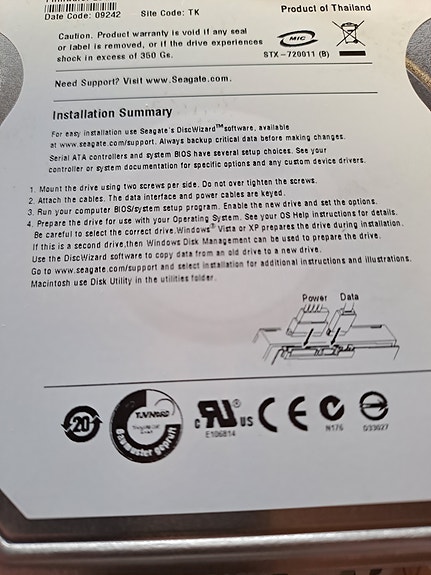 Date Code: 09242 Site Code: TK
Product of Thailand
Caution. Product warranty is void if any seal
or label is removed, or if the drive experiences
shock in excess of 350 Gs.
MIC
STX-720011 (B)
Need Support? Visit www.Seagate.com.
Installation Summary
For easy installation use Seagate's DiscWizard™ software, available
at www.seagate.com/support. Always backup critical data before making changes.
Serial ATA controllers and system BIOS have several setup choices. See your
controller or system documentation for specific options and any custom device drivers.
1. Mount the drive using two screws per side. Do not over tighten the screws.
2. Attach the cables. The data interface and power cables are keyed.
3. Run your computer BIOS/system setup program. Enable the new drive and set the options.
4. Prepare the drive for use with your Operating System. See your OS Help instructions for details.
Be careful to select the correct drive. Windows® Vista or XP prepares the drive during installation.
If this is a second drive, then Windows Disk Management can be used to prepare the drive.
Use the DiscWizard software to copy data from an old drive to a new drive.
Go to www.seagate.com/support and select installation for additional instructions and illustrations.
Macintosh use Disk Utility in the utilities folder.
Power Data
20
TUV NORD
Baumuster geprüft
c RU ® US
E106814
CE
N176
D33027